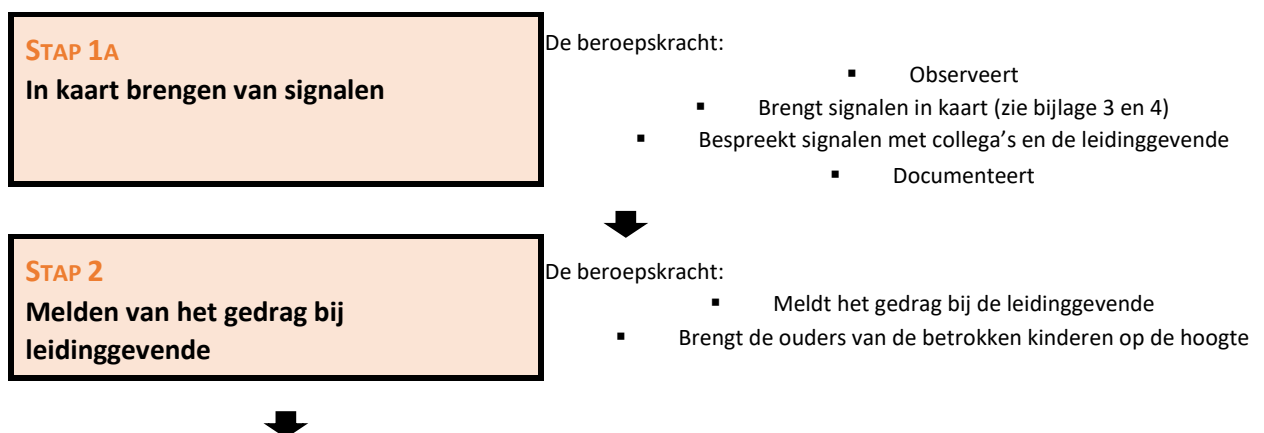 STAP 1A
In kaart brengen van signalen
De beroepskracht:
▪ Observeert
▪ Brengt signalen in kaart (zie bijlage 3 en 4)
▪ Bespreekt signalen met collega's en de leidinggevende
▪ Documenteert
STAP 2
Melden van het gedrag bij
leidinggevende
De beroepskracht:
▪ Meldt het gedrag bij de leidinggevende
▪ Brengt de ouders van de betrokken kinderen op de hoogte